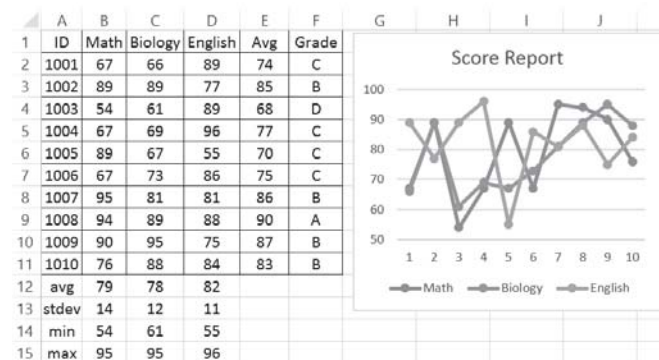 A B C D E F G H I J
1 ID Math Biology English Avg Grade
2 1001 67 66 89 74 C
3 1002 89 89 77 85 B
4 1003 54 61 89 68 D
5 1004 67 69 96 77 C
6 1005 89 67 55 70 C
7 1006 67 73 86 75 C
8 1007 95 81 81 86 B
9 1008 94 89 88 90 A
10 1009 90 95 75 87 B
11 1010 76 88 84 83 B
12 avg 79 78 82
13 stdev 14 12 11
14 min 54 61 55
15 max 95 95 96
Score Report
100
90
80
70
60
50
1 2 3 4 5 6 7 8 9 10
Math Biology English